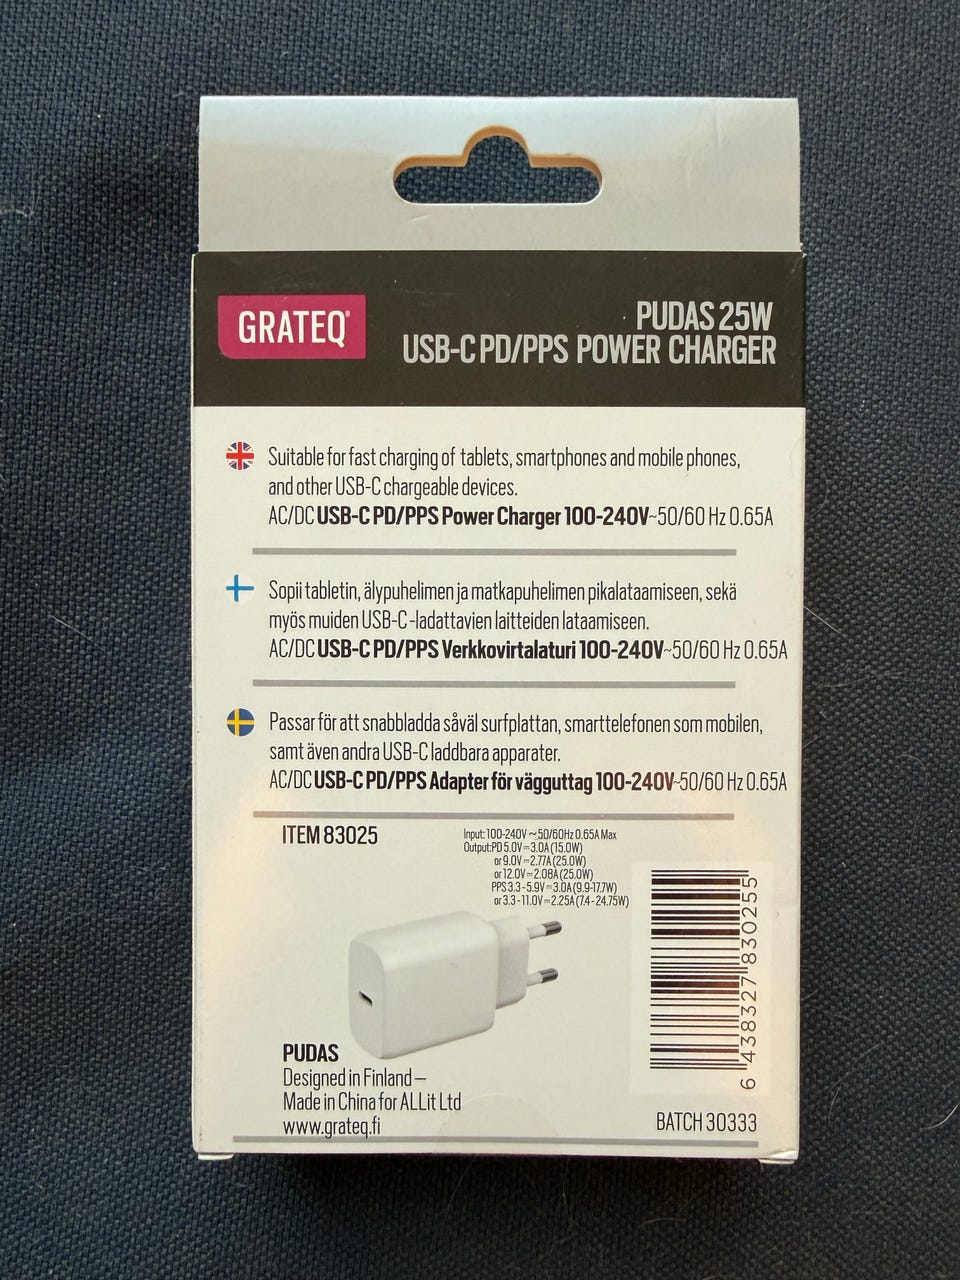 GRATEQ®
PUDAS 25W
USB-C PD/PPS POWER CHARGER
Suitable for fast charging of tablets, smartphones and mobile phones,
and other USB-C chargeable devices.
AC/DC USB-C PD/PPS Power Charger 100-240V~50/60 Hz 0.65A
Sopii tabletin, älypuhelimen ja matkapuhelimen pikalataamiseen, sekä
myös muiden USB-C -ladattavien laitteiden lataamiseen.
AC/DC USB-C PD/PPS Verkkovirtalaturi 100-240V~50/60 Hz 0.65A
Passar för att snabbladda såväl surfplattan, smarttelefonen som mobilen,
samt även andra USB-C laddbara apparater.
AC/DC USB-C PD/PPS Adapter för vägguttag 100-240V~50/60 Hz 0.65A
ITEM 83025
Input: 100-240V ~ 50/60Hz 0.65A Max
Output:PD 5.0V⎓3.0A (15.0W)
or 9.0V⎓2.77A (25.0W)
or 12.0V⎓2.08A (25.0W)
PPS 3.3 - 5.9V⎓3.0A (9.9-17.7W)
or 3.3 - 11.0V⎓2.25A (7.4 - 24.75W)
6 438327 830255
PUDAS
Designed in Finland –
Made in China for ALLit Ltd
www.grateq.fi
BATCH 30333